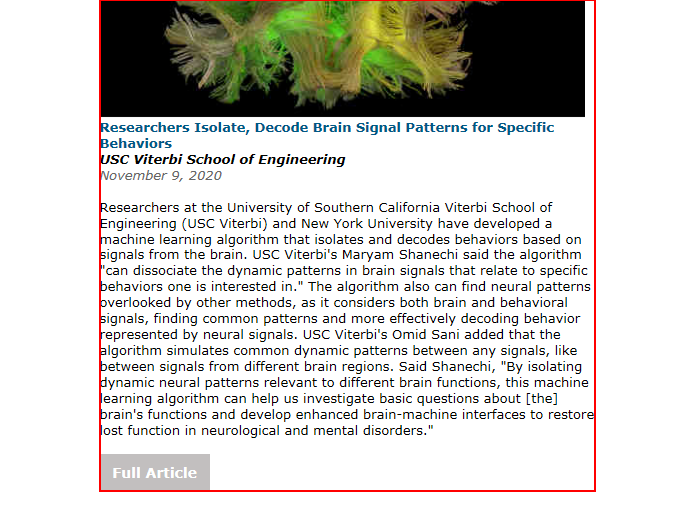 Researchers Isolate, Decode Brain Signal Patterns for Specific
Behaviors
USC Viterbi School of Engineering
November 9, 2020
Researchers at the University of Southern California Viterbi School of
Engineering (USC Viterbi) and New York University have developed a
machine learning algorithm that isolates and decodes behaviors based on
signals from the brain. USC Viterbi's Maryam Shanechi said the algorithm
"can dissociate the dynamic patterns in brain signals that relate to specific
behaviors one is interested in." The algorithm also can find neural patterns
overlooked by other methods, as it considers both brain and behavioral
signals, finding common patterns and more effectively decoding behavior
represented by neural signals. USC Viterbi's Omid Sani added that the
algorithm simulates common dynamic patterns between any signals, like
between signals from different brain regions. Said Shanechi, "By isolating
dynamic neural patterns relevant to different brain functions, this machine
learning algorithm can help us investigate basic questions about [the]
brain's functions and develop enhanced brain-machine interfaces to restore
lost function in neurological and mental disorders."
Full Article